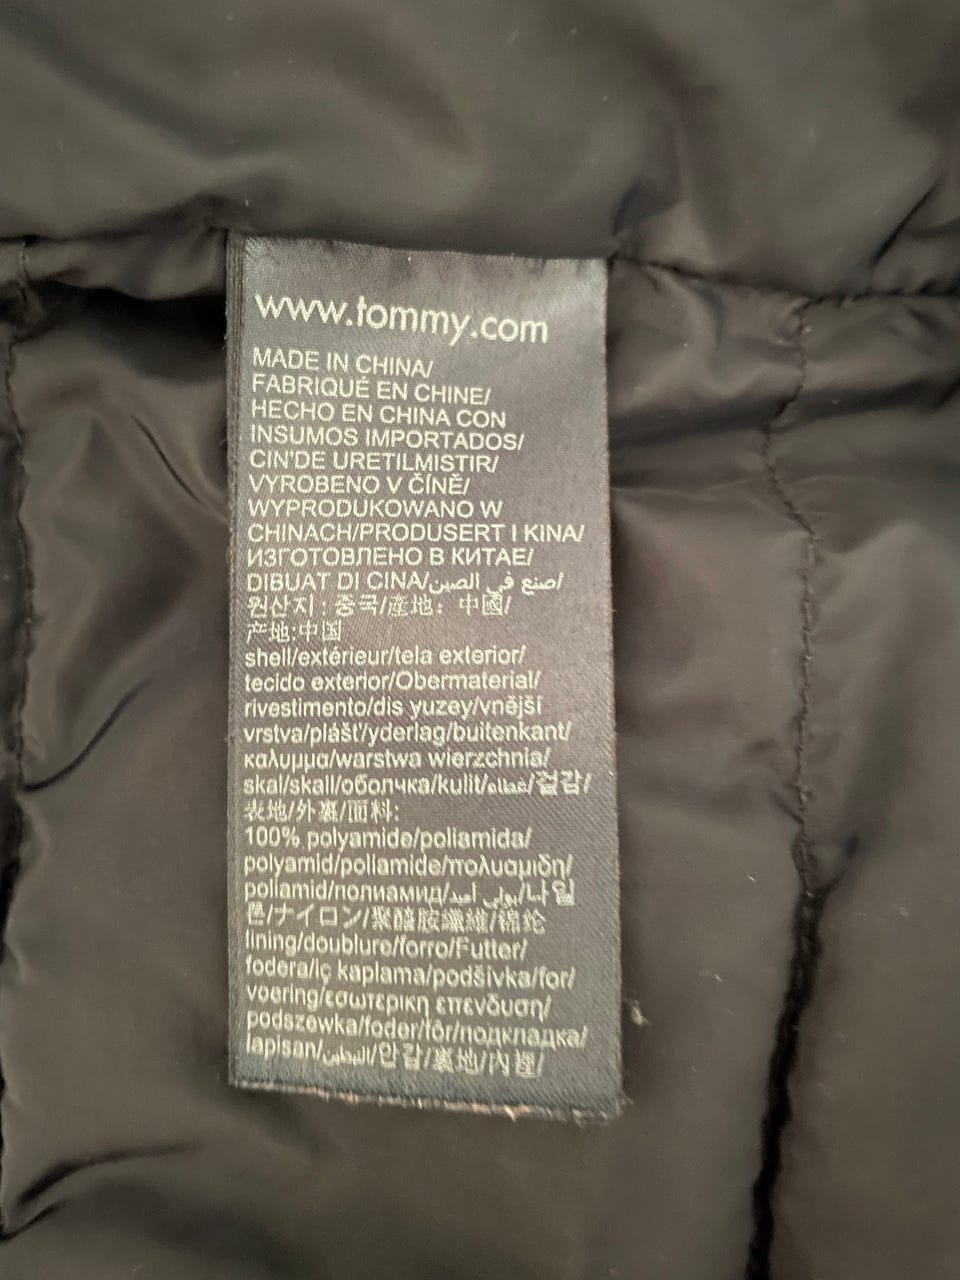 www.tommy.com
MADE IN CHINA/
FABRIQUÉ EN CHINE/
HECHO EN CHINA CON
INSUMOS IMPORTADOS/
CIN'DE URETILMISTIR/
VYROBENO V ČÍNĚ/
WYPRODUKOWANO W
CHINACH/PRODUSERT I KINA/
ИЗГОТОВЛЕНО В КИТАЕ/
DIBUAT DI CINA/صنع في الصين/
원산지 : 중국/產地： 中國/
产地:中国
shell/extérieur/tela exterior/
tecido exterior/Obermaterial/
rivestimento/dis yuzey/vnější
vrstva/plášť/yderlag/buitenkant/
καλυμμα/warstwa wierzchnia/
skal/skall/оболчка/kulit/غطاء/겉감/
表地/外裏/面料:
100% polyamide/poliamida/
polyamid/poliamide/πολυαμιδη/
poliamid/полиамид/بولي أميد/나일
론/ナイロン/聚醯胺纖維/锦纶
lining/doublure/forro/Futter/
fodera/iç kaplama/podšívka/for/
voering/εσωτερικη επενδυση/
podszewka/foder/fôr/подкладка/
lapisan/البطين/안감/裏地/內裡/